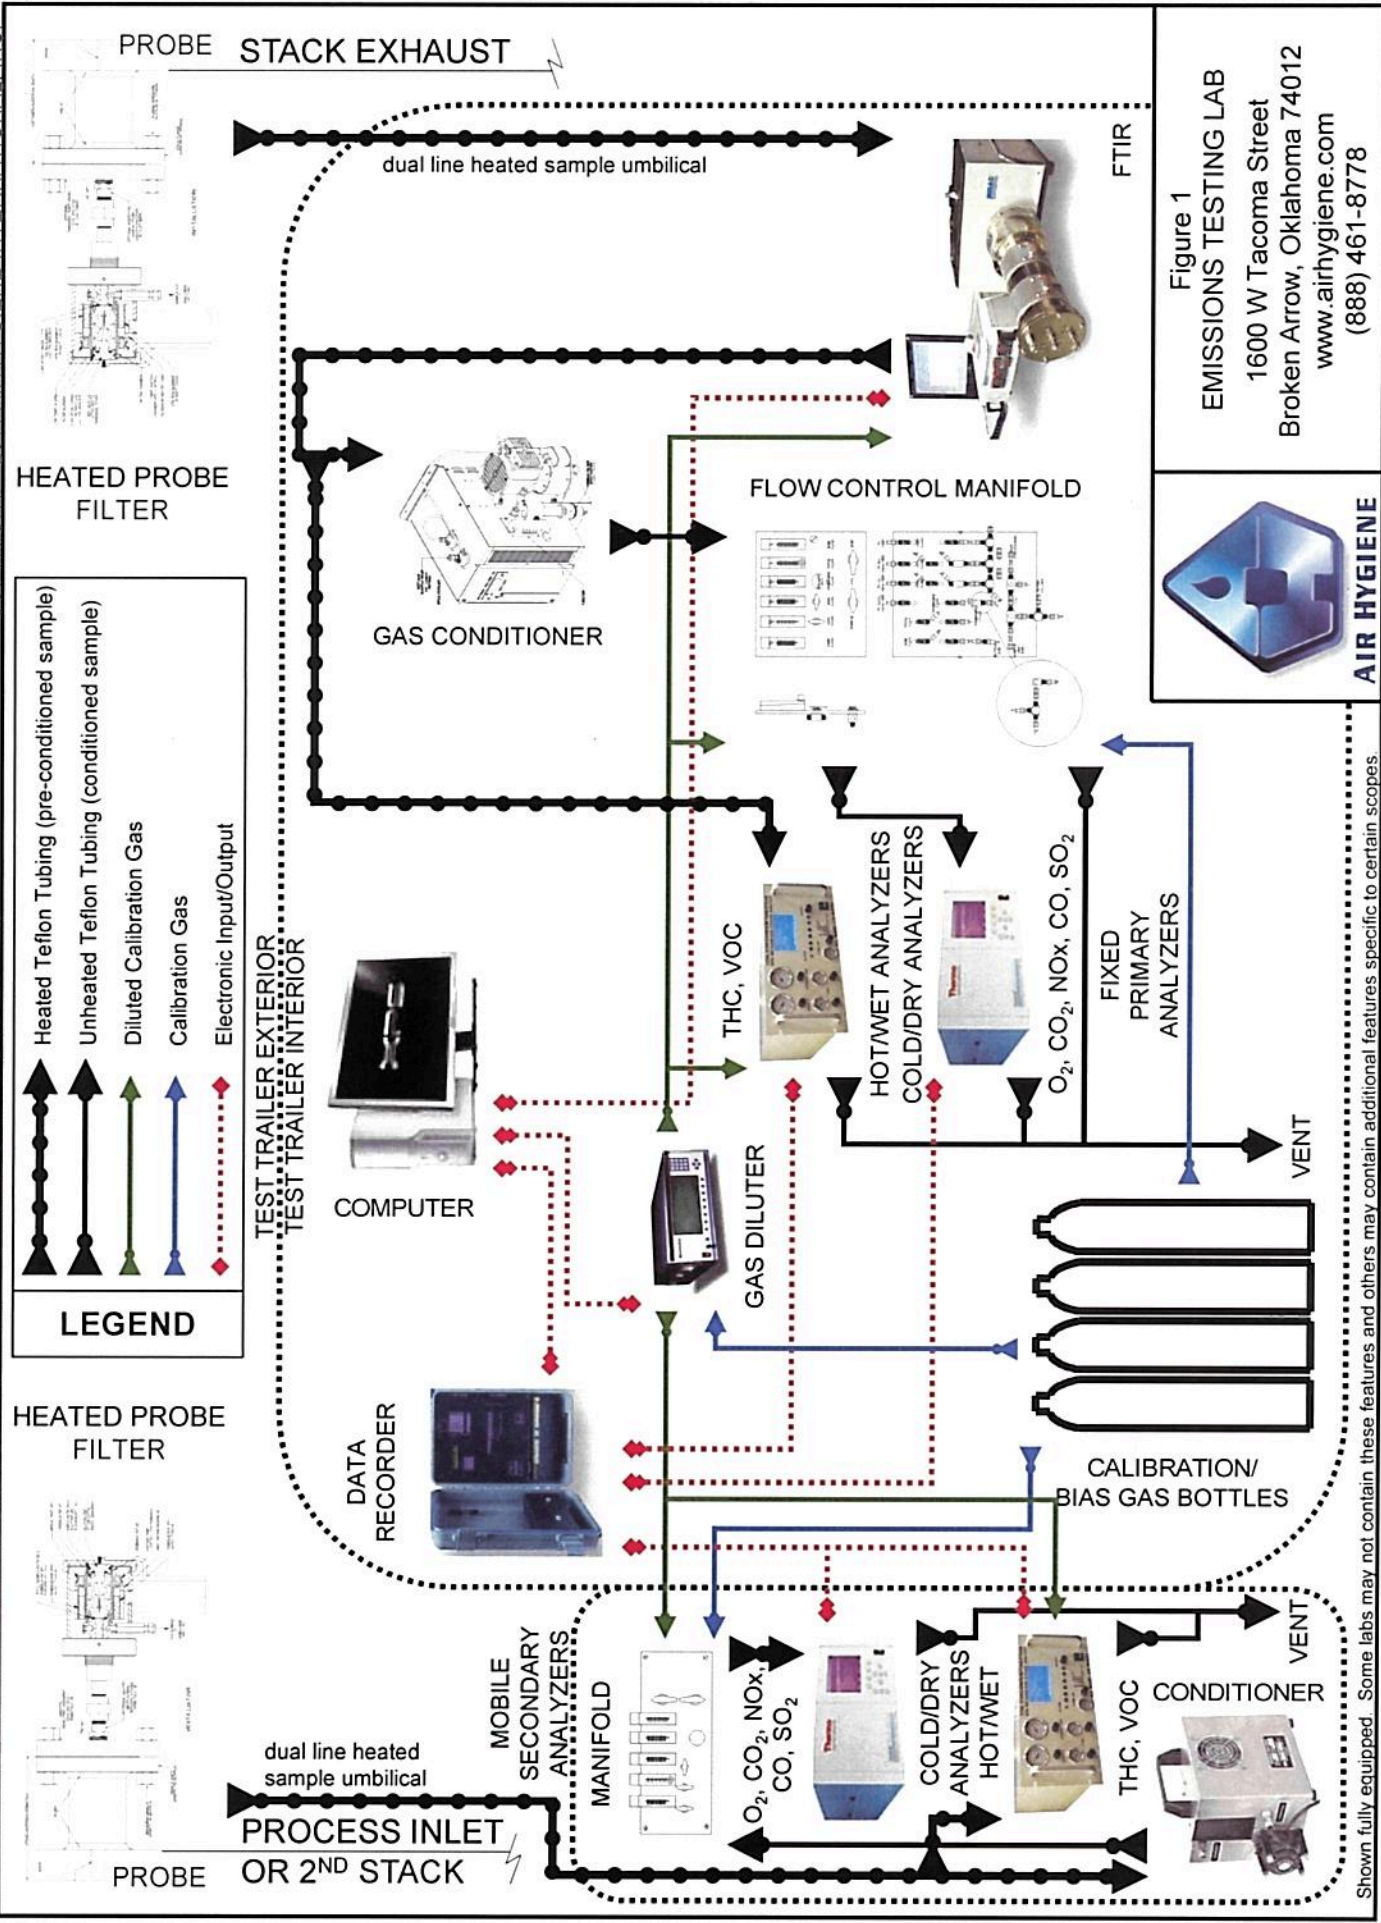 PROBE
STACK EXHAUST
HEATED PROBE
FILTER
dual line heated sample umbilical
FTIR
Figure 1
EMISSIONS TESTING LAB
1600 W Tacoma Street
Broken Arrow, Oklahoma 74012
www.airhygiene.com
(888) 461-8778
AIR HYGIENE
LEGEND
Heated Teflon Tubing (pre-conditioned sample)
Unheated Teflon Tubing (conditioned sample)
Diluted Calibration Gas
Calibration Gas
Electronic Input/Output
TEST TRAILER EXTERIOR
TEST TRAILER INTERIOR
GAS CONDITIONER
FLOW CONTROL MANIFOLD
COMPUTER
THC, VOC
HOT/WET ANALYZERS
COLD/DRY ANALYZERS
Thermo
O₂, CO₂, NOx, CO, SO₂
FIXED
PRIMARY
ANALYZERS
GAS DILUTER
VENT
DATA
RECORDER
CALIBRATION/
BIAS GAS BOTTLES
HEATED PROBE
FILTER
PROBE
dual line heated
sample umbilical
PROCESS INLET
OR 2ND STACK
MOBILE
SECONDARY
ANALYZERS
MANIFOLD
O₂, CO₂, NOx,
CO, SO₂
Thermo
COLD/DRY
ANALYZERS
HOT/WET
THC, VOC
VENT
CONDITIONER
Shown fully equipped. Some labs may not contain these features and others may contain additional features specific to certain scopes.